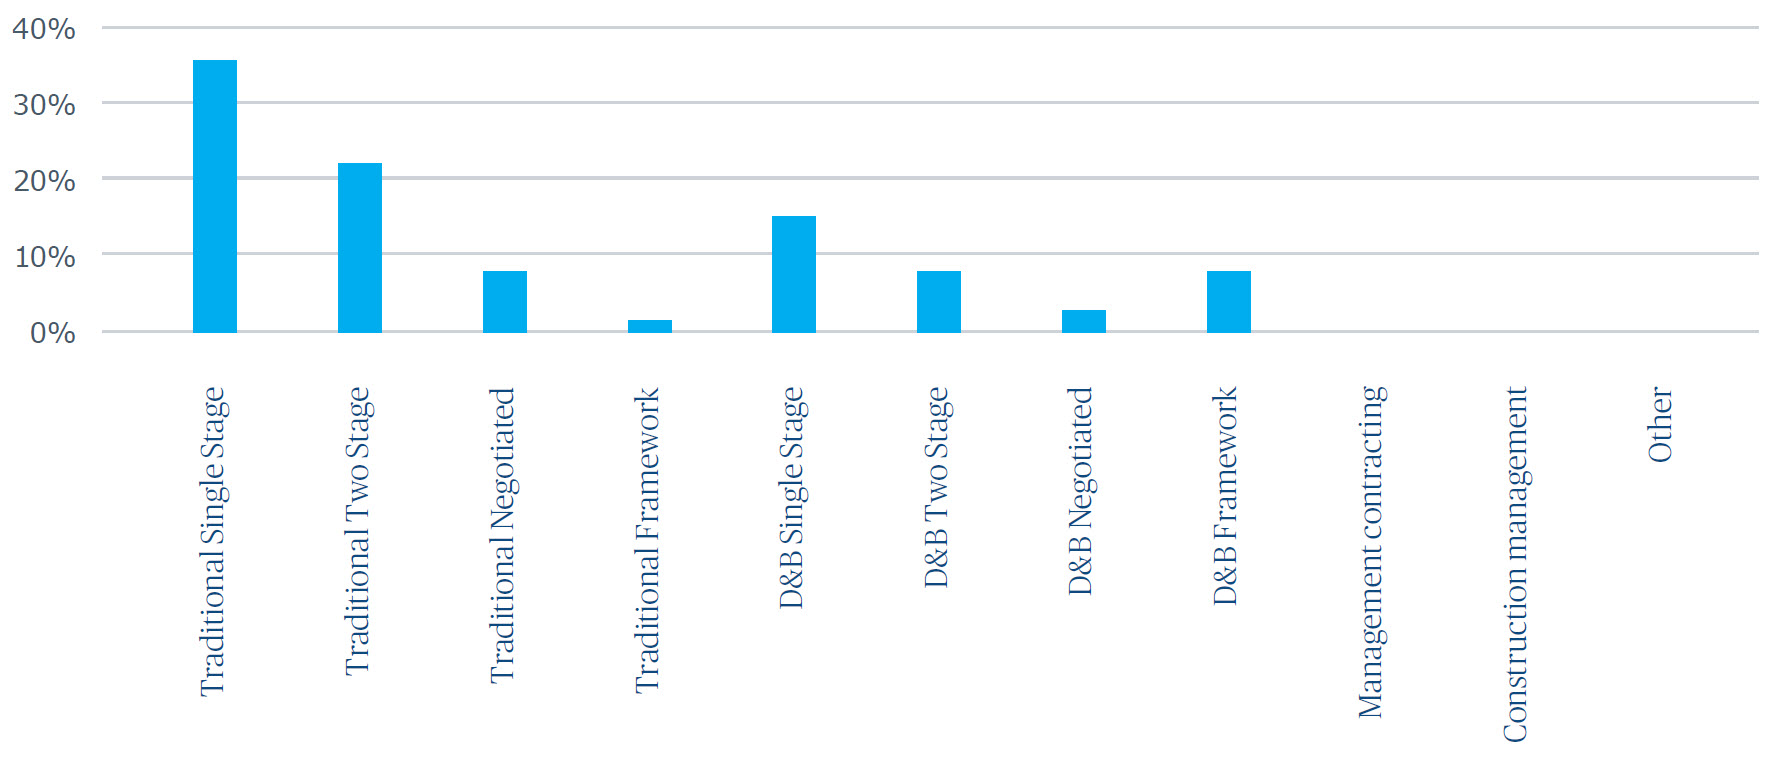 40%
30%
20%
10%
0%
Traditional Single Stage
Traditional Two Stage
Traditional Negotiated
Traditional Framework
D&B Single Stage
D&B Two Stage
D&B Negotiated
D&B Framework
Management contracting
Construction management
Other